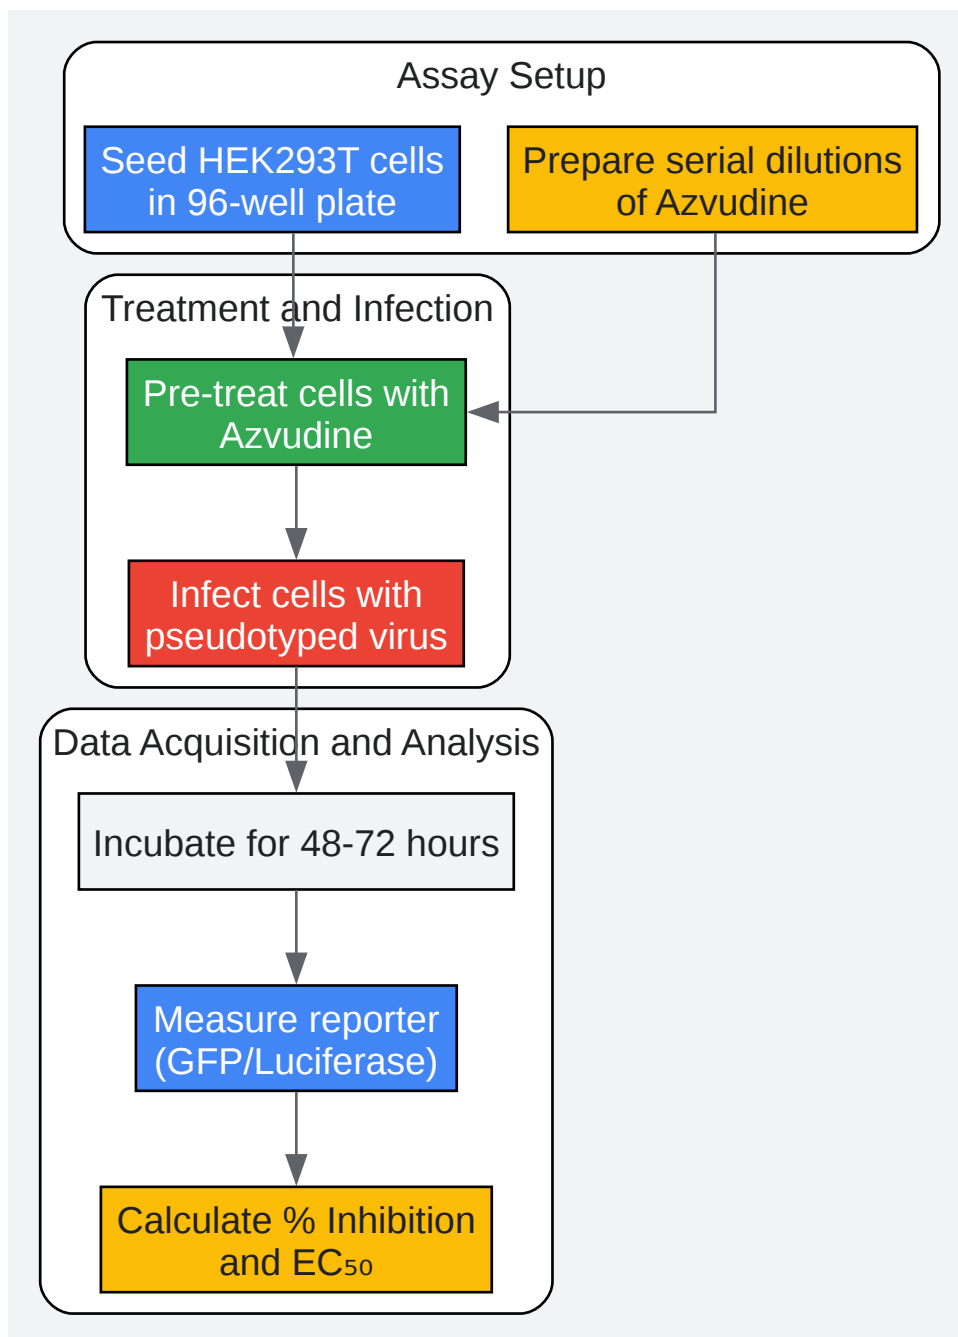 Assay Setup
Seed HEK293T cells
in 96-well plate
Prepare serial dilutions
of Azvudine
Treatment and Infection
Pre-treat cells with
Azvudine
Infect cells with
pseudotyped virus
Data Acquisition and Analysis
Incubate for 48-72 hours
Measure reporter
(GFP/Luciferase)
Calculate % Inhibition
and EC₅₀